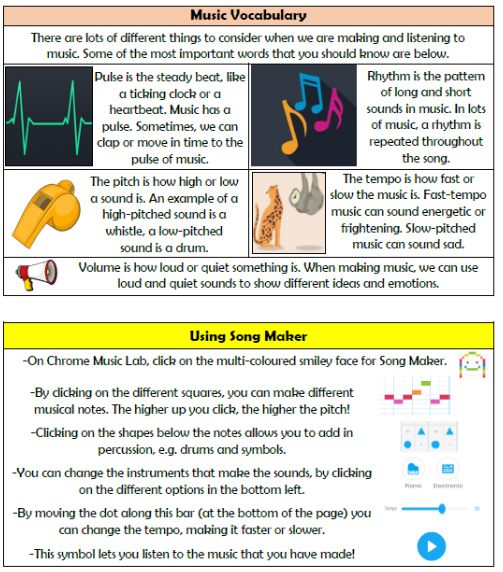 Music Vocabulary
There are lots of different things to consider when we are making and listening to
music. Some of the most important words that you should know are below.
Pulse is the steady beat, like
a ticking clock or a
heartbeat. Music has a
pulse. Sometimes, we can
clap or move in time to the
pulse of music.
Rhythm is the pattern
of long and short
sounds in music. In lots
of music, a rhythm is
repeated throughout
the song.
The pitch is how high or low
a sound is. An example of a
high-pitched sound is a
whistle, a low-pitched
sound is a drum.
The tempo is how fast or
slow the music is. Fast-tempo
music can sound energetic or
frightening. Slow-pitched
music can sound sad.
Volume is how loud or quiet something is. When making music, we can use
loud and quiet sounds to show different ideas and emotions.
Using Song Maker
-On Chrome Music Lab, click on the multi-coloured smiley face for Song Maker.
-By clicking on the different squares, you can make different
musical notes. The higher up you click, the higher the pitch!
-Clicking on the shapes below the notes allows you to add in
percussion, e.g. drums and symbols.
-You can change the instruments that make the sounds, by clicking
on the different options in the bottom left.
Piano Electronic
-By moving the dot along this bar (at the bottom of the page) you
can change the tempo, making it faster or slower.
Tempo
-This symbol lets you listen to the music that you have made!